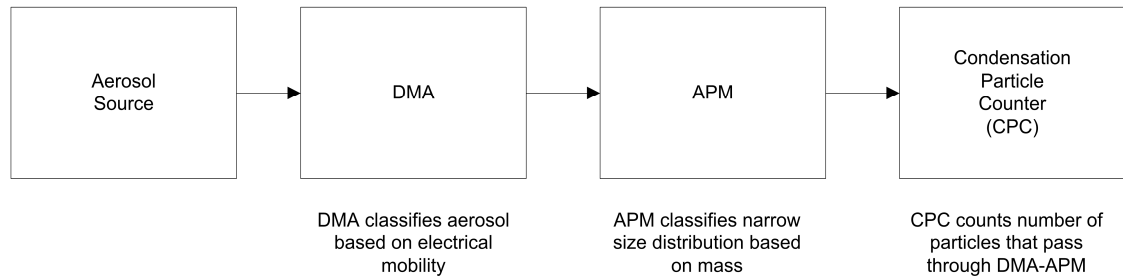 Aerosol
Source
DMA
APM
Condensation
Particle
Counter
(CPC)
DMA classifies aerosol
based on electrical
mobility
APM classifies narrow
size distribution based
on mass
CPC counts number of
particles that pass
through DMA-APM